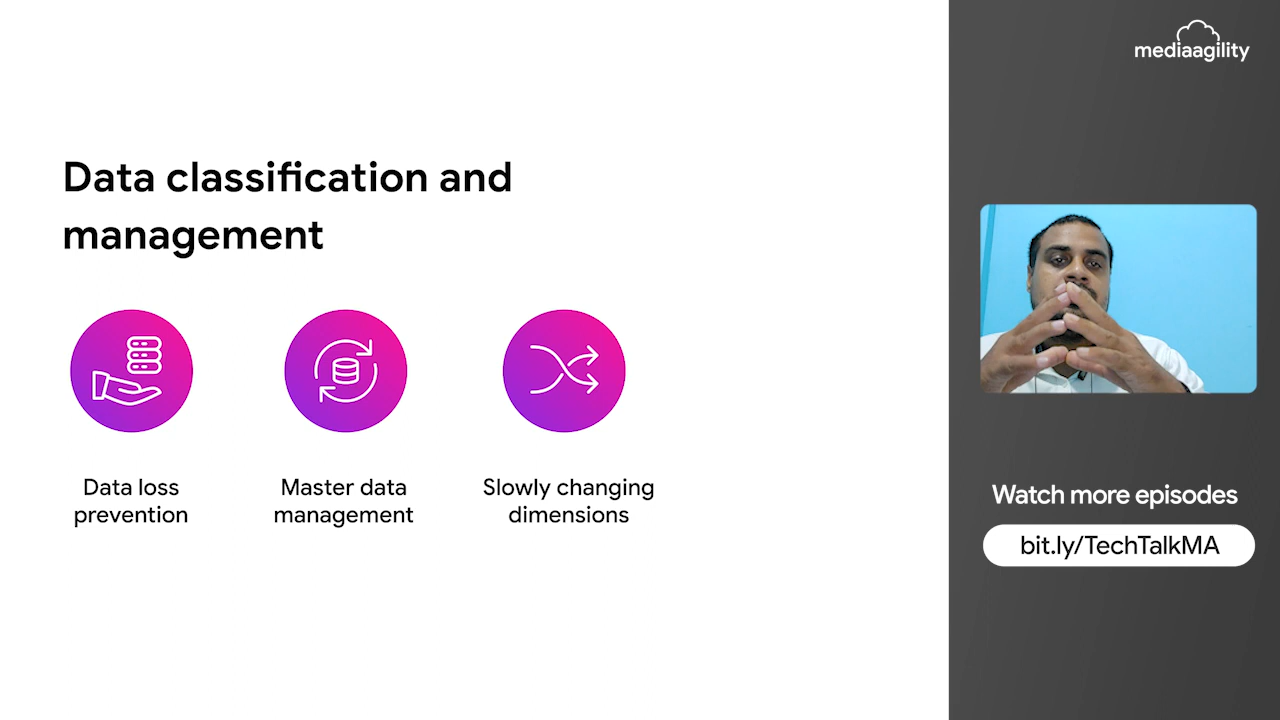 mediaagility
Data classification and
management
Data loss
prevention
Master data
management
Slowly changing
dimensions
Watch more episodes
bit.ly/TechTalkMA